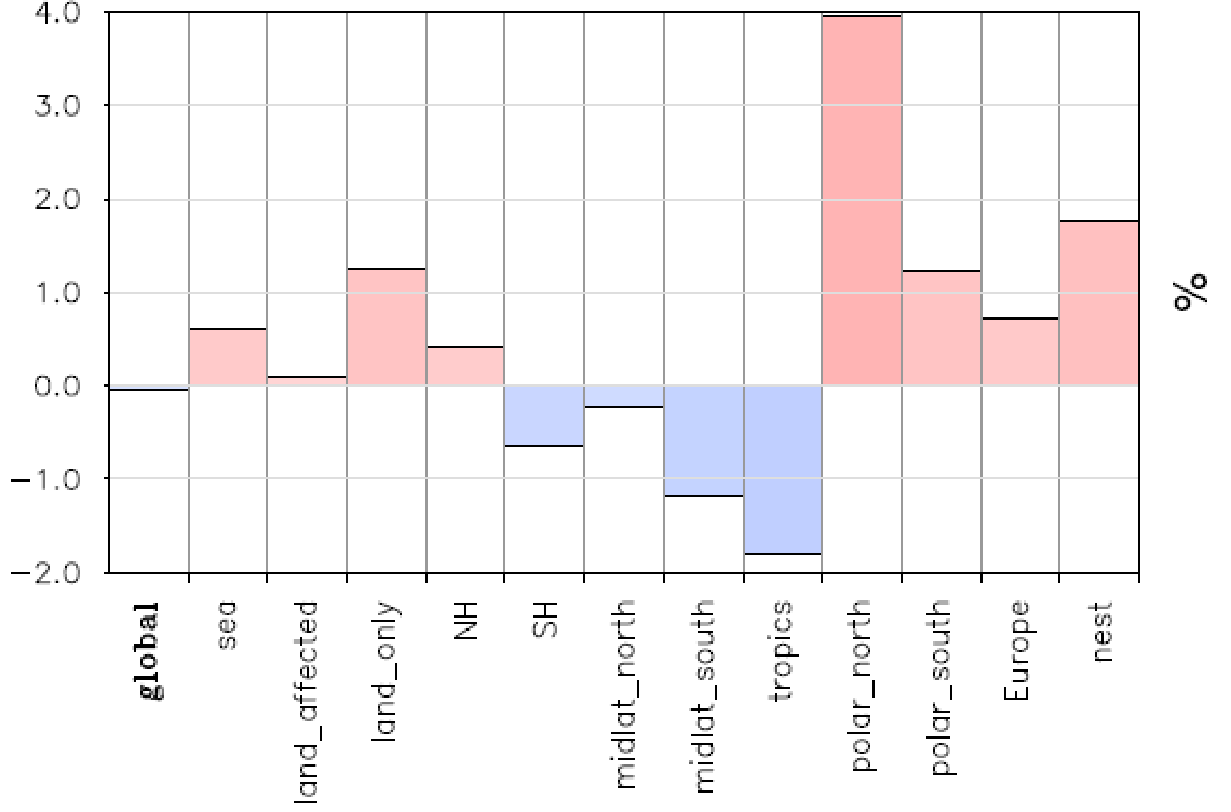 4.0
3.0
2.0
1.0
0.0
−1.0
−2.0
%
global
sea
land_affected
land_only
NH
SH
midlat_north
midlat_south
tropics
polar_north
polar_south
Europe
nest